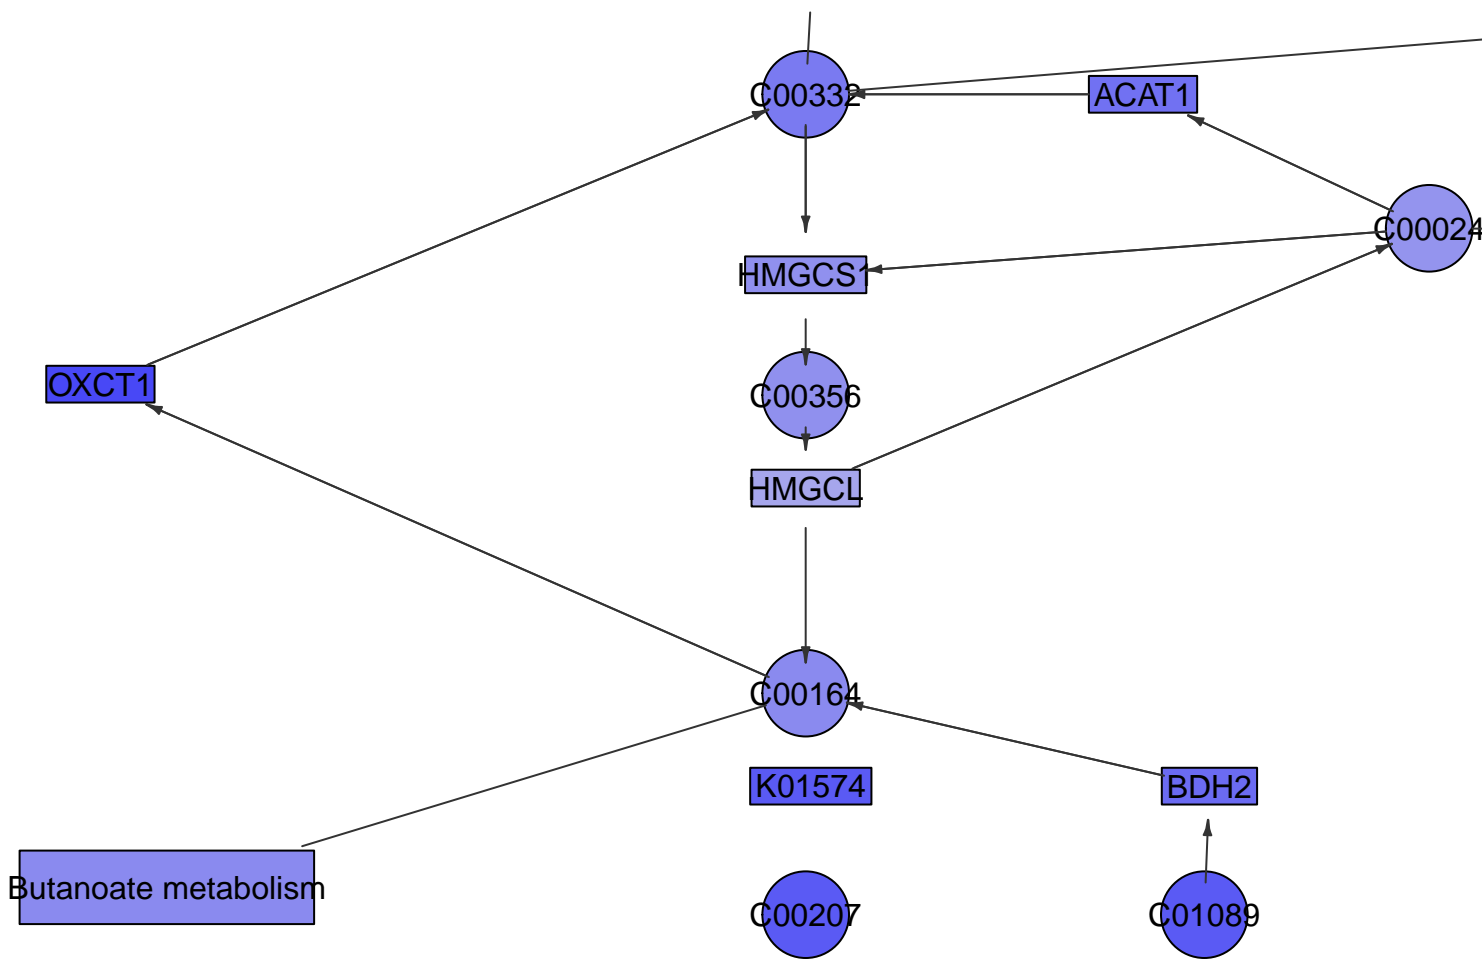 C00332
ACAT1
C00024
HMGCS1
OXCT1
C00356
HMGCL
C00164
K01574
BDH2
Butanoate metabolism
C00207
C01089